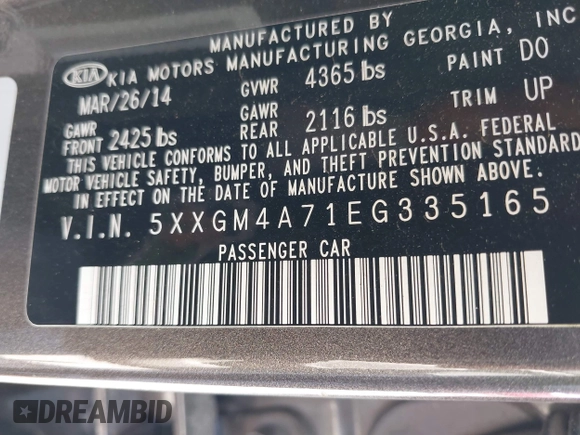 MANUFACTURED BY
KIA KIA MOTORS MANUFACTURING GEORGIA, INC
MAR/26/14 GVWR 4365 lbs PAINT DO
GAWR FRONT 2425 lbs GAWR REAR 2116 lbs TRIM UP
THIS VEHICLE CONFORMS TO ALL APPLICABLE U.S.A. FEDERAL
MOTOR VEHICLE SAFETY, BUMPER, AND THEFT PREVENTION STANDARD
IN EFFECT ON THE DATE OF MANUFACTURE SHOWN ABOVE.
V.I.N. 5XXGM4A71EG335165
PASSENGER CAR
DREAMBID